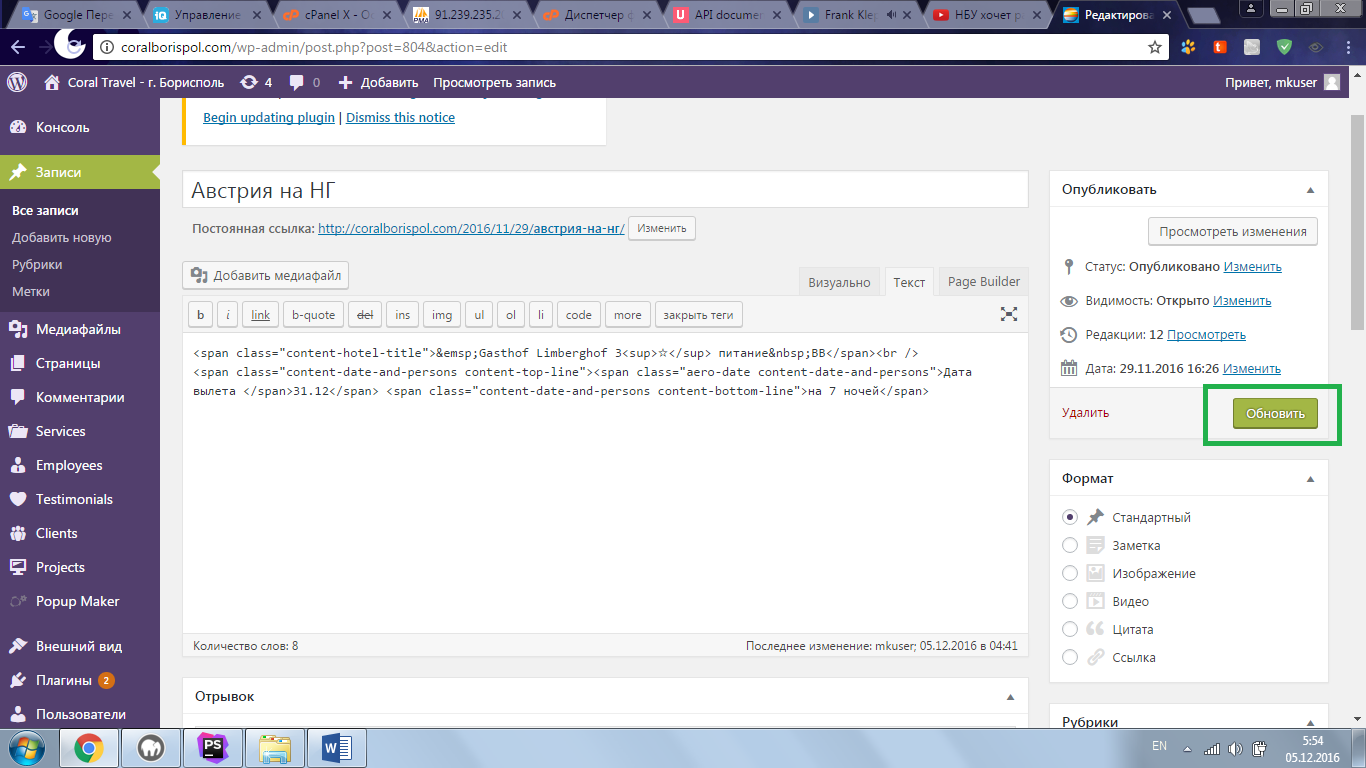 Google Пере
Управление
cPanel X - С
91.239.235.2
Диспетчер ф
API documen
Frank Klep
НБУ хочет р
Редактирова
coralborispol.com/wp-admin/post.php?post=804&action=edit
Coral Travel - г. Борисполь
4
0
Добавить
Просмотреть запись
Привет, mkuser
Begin updating plugin | Dismiss this notice
Консоль
Записи
Все записи
Добавить новую
Рубрики
Метки
Медиафайлы
Страницы
Комментарии
Services
Employees
Testimonials
Clients
Projects
Popup Maker
Внешний вид
Плагины 2
Пользователи
Австрия на НГ
Постоянная ссылка: http://coralborispol.com/2016/11/29/австрия-на-нг/ Изменить
Добавить медиафайл
Визуально
Текст
Page Builder
b
i
link
b-quote
del
ins
img
ul
ol
li
code
more
закрыть теги
<span class="content-hotel-title">&emsp;Gasthof Limberghof 3<sup>☆</sup> питание&nbsp;BB</span><br />
<span class="content-date-and-persons content-top-line"><span class="aero-date content-date-and-persons">Дата
вылета </span>31.12</span> <span class="content-date-and-persons content-bottom-line">на 7 ночей</span>
Количество слов: 8
Последнее изменение: mkuser; 05.12.2016 в 04:41
Отрывок
Опубликовать
Просмотреть изменения
Статус: Опубликовано Изменить
Видимость: Открыто Изменить
Редакции: 12 Просмотреть
Дата: 29.11.2016 16:26 Изменить
Удалить
Обновить
Формат
Стандартный
Заметка
Изображение
Видео
Цитата
Ссылка
Рубрики
EN
5:54
05.12.2016